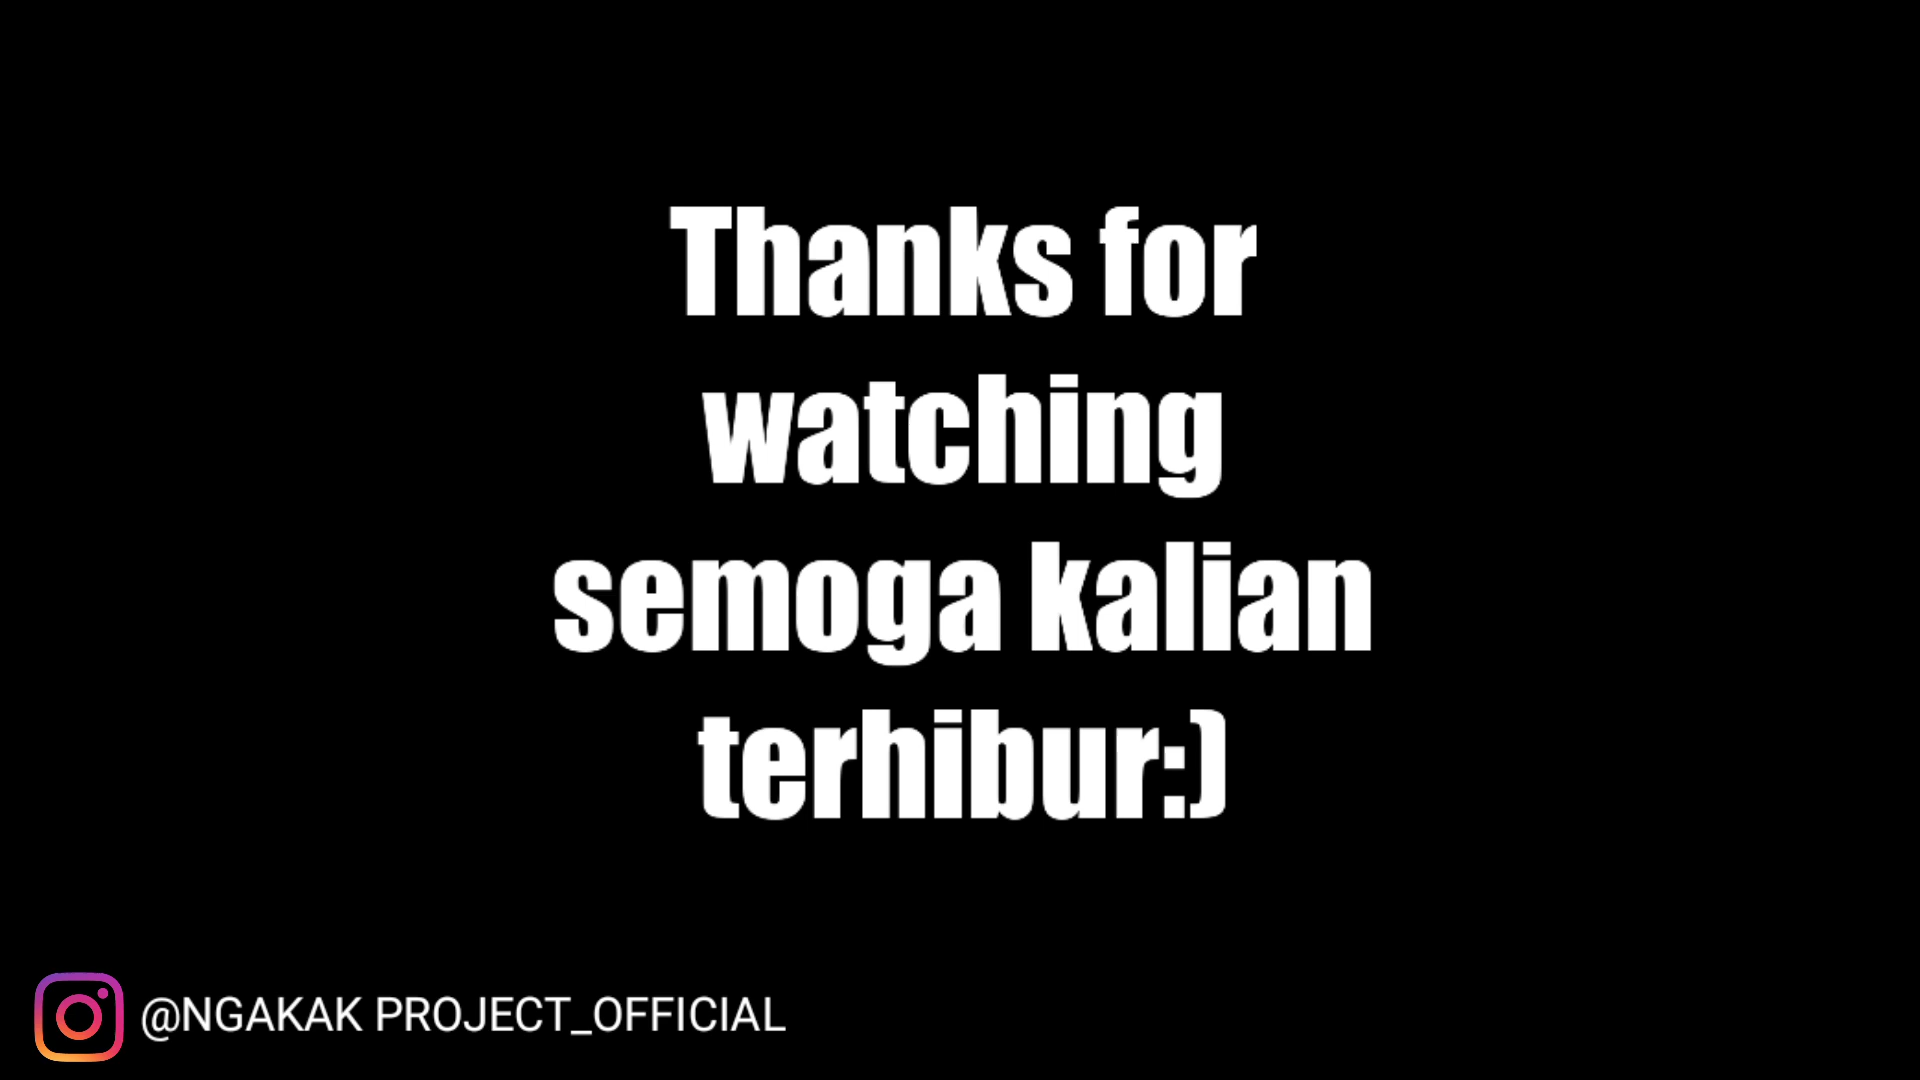 Thanks for
watching
semoga kalian
terhibur:)
@NGAKAK PROJECT_OFFICIAL